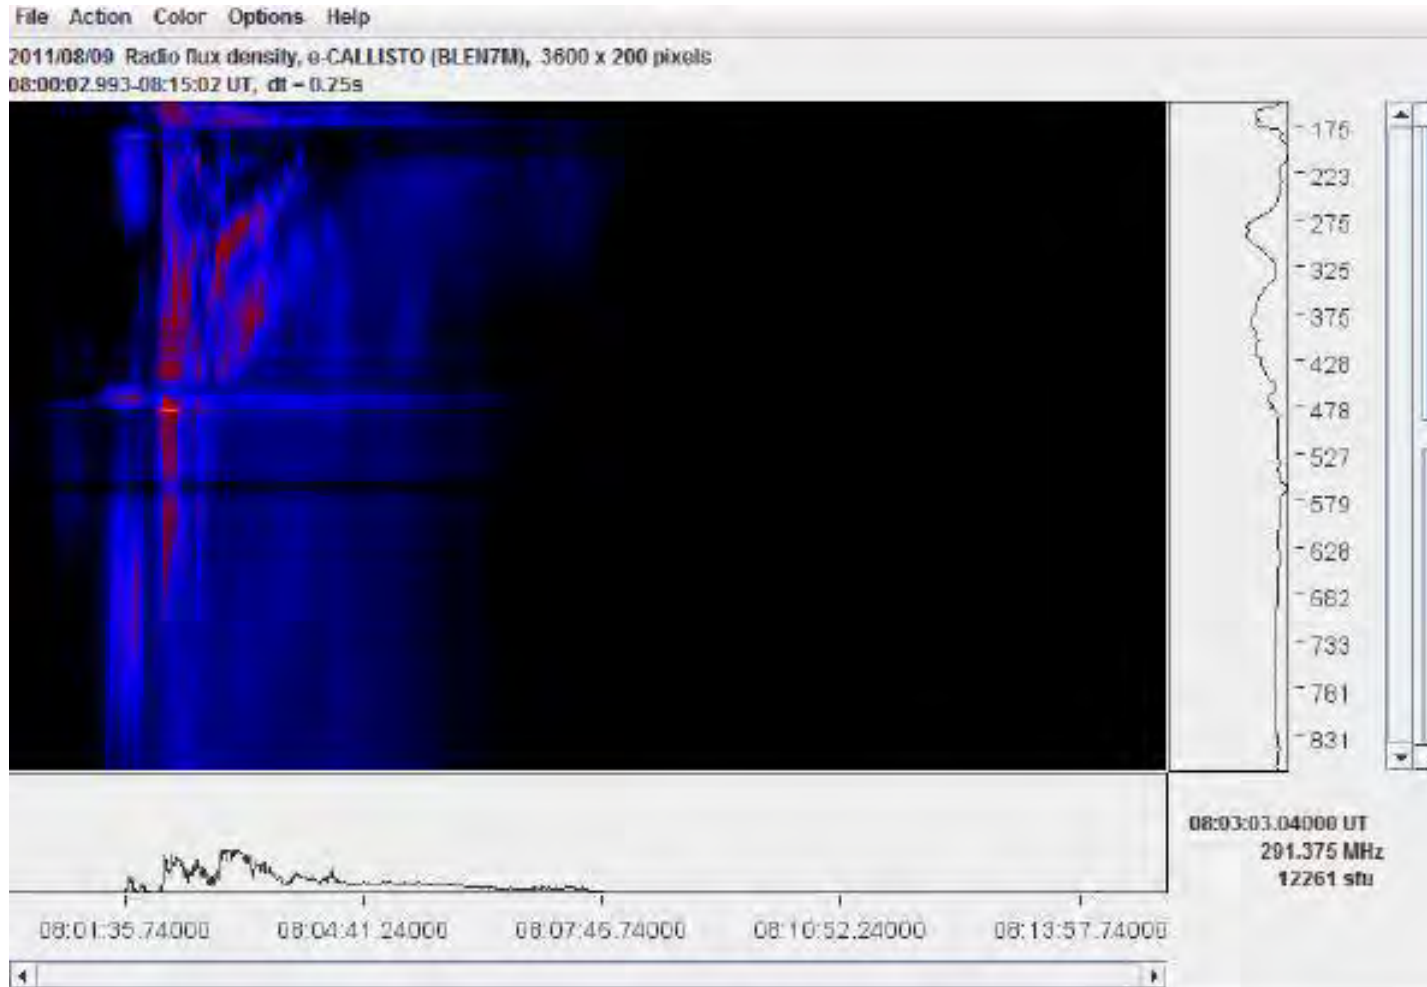 File Action Color Options Help
2011/08/09 Radio flux density, e-CALLISTO (BLEN7M), 3600 x 200 pixels
08:00:02.993-08:15:02 UT, dt = 0.25s
175
223
275
325
375
428
478
527
579
628
682
733
781
831
08:03:03.04000 UT
291.375 MHz
12261 sfu
08:01:35.74000 08:04:41.24000 08:07:46.74000 08:10:52.24000 08:13:57.74000